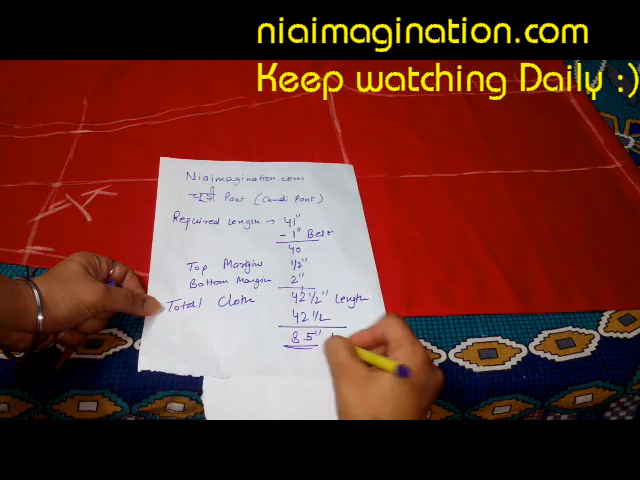 niaimagination.com
Keep watching Daily :)
Niaimagination.com
चूड़ी Pant (Chudi Pant)
Required Length → 41"
- 1" Belt
40
Top Margin 1/2"
Bottom Margin 2"
Total Cloth 42 1/2" Length
42 1/2
85"